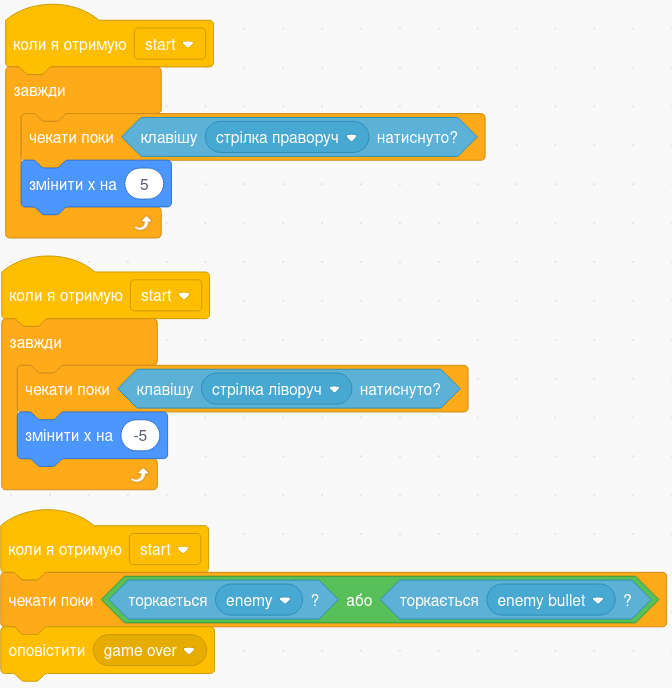 коли я отримую start
завжди
чекати поки клавішу стрілка праворуч натиснуто?
змінити x на 5
коли я отримую start
завжди
чекати поки клавішу стрілка ліворуч натиснуто?
змінити x на -5
коли я отримую start
чекати поки торкається enemy ? або торкається enemy bullet ?
оповістити game over